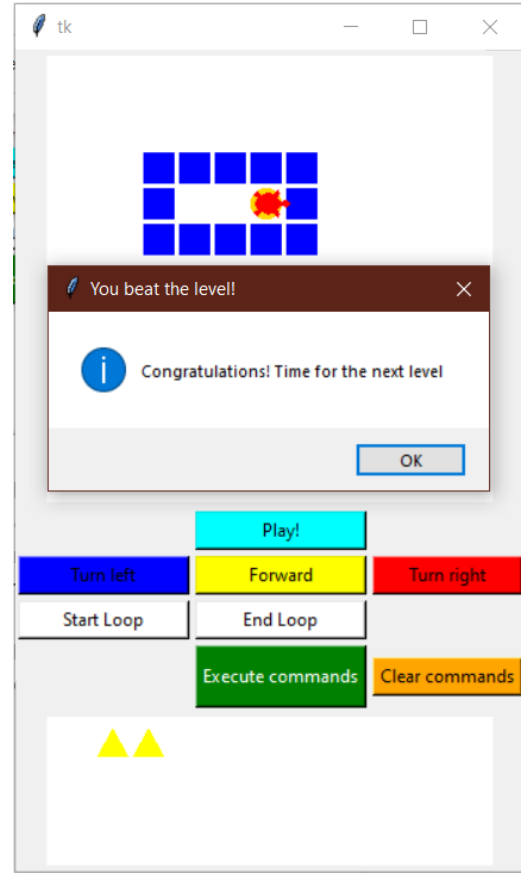 tk
You beat the level!
Congratulations! Time for the next level
OK
Play!
Turn left
Forward
Turn right
Start Loop
End Loop
Execute commands
Clear commands